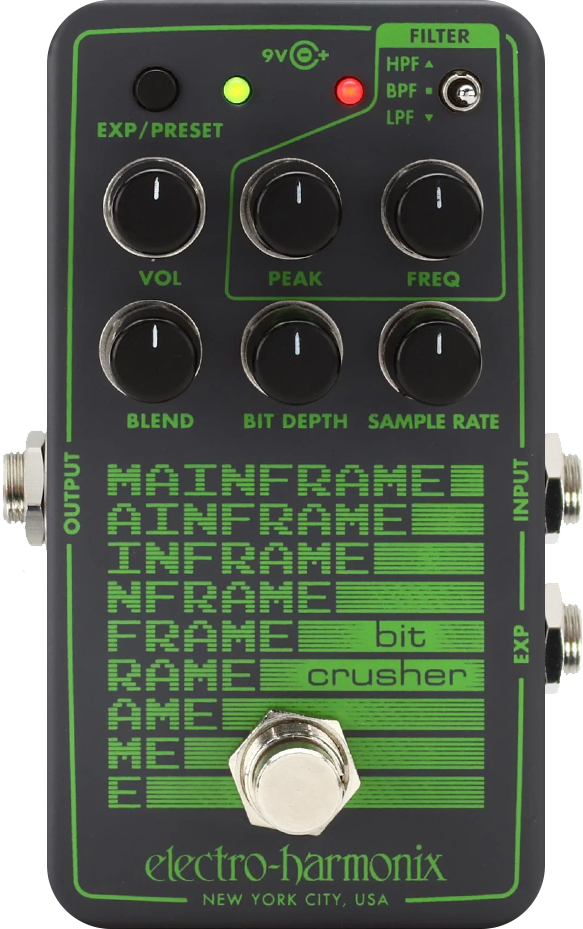 FILTER
9V
HPF
BPF
LPF
EXP/PRESET
VOL
PEAK
FREQ
BLEND
BIT DEPTH
SAMPLE RATE
OUTPUT
INPUT
EXP
MAINFRAME
AINFRAME
INFRAME
NFRAME
FRAME bit
RAME crusher
AME
ME
E
electro-harmonix
NEW YORK CITY, USA